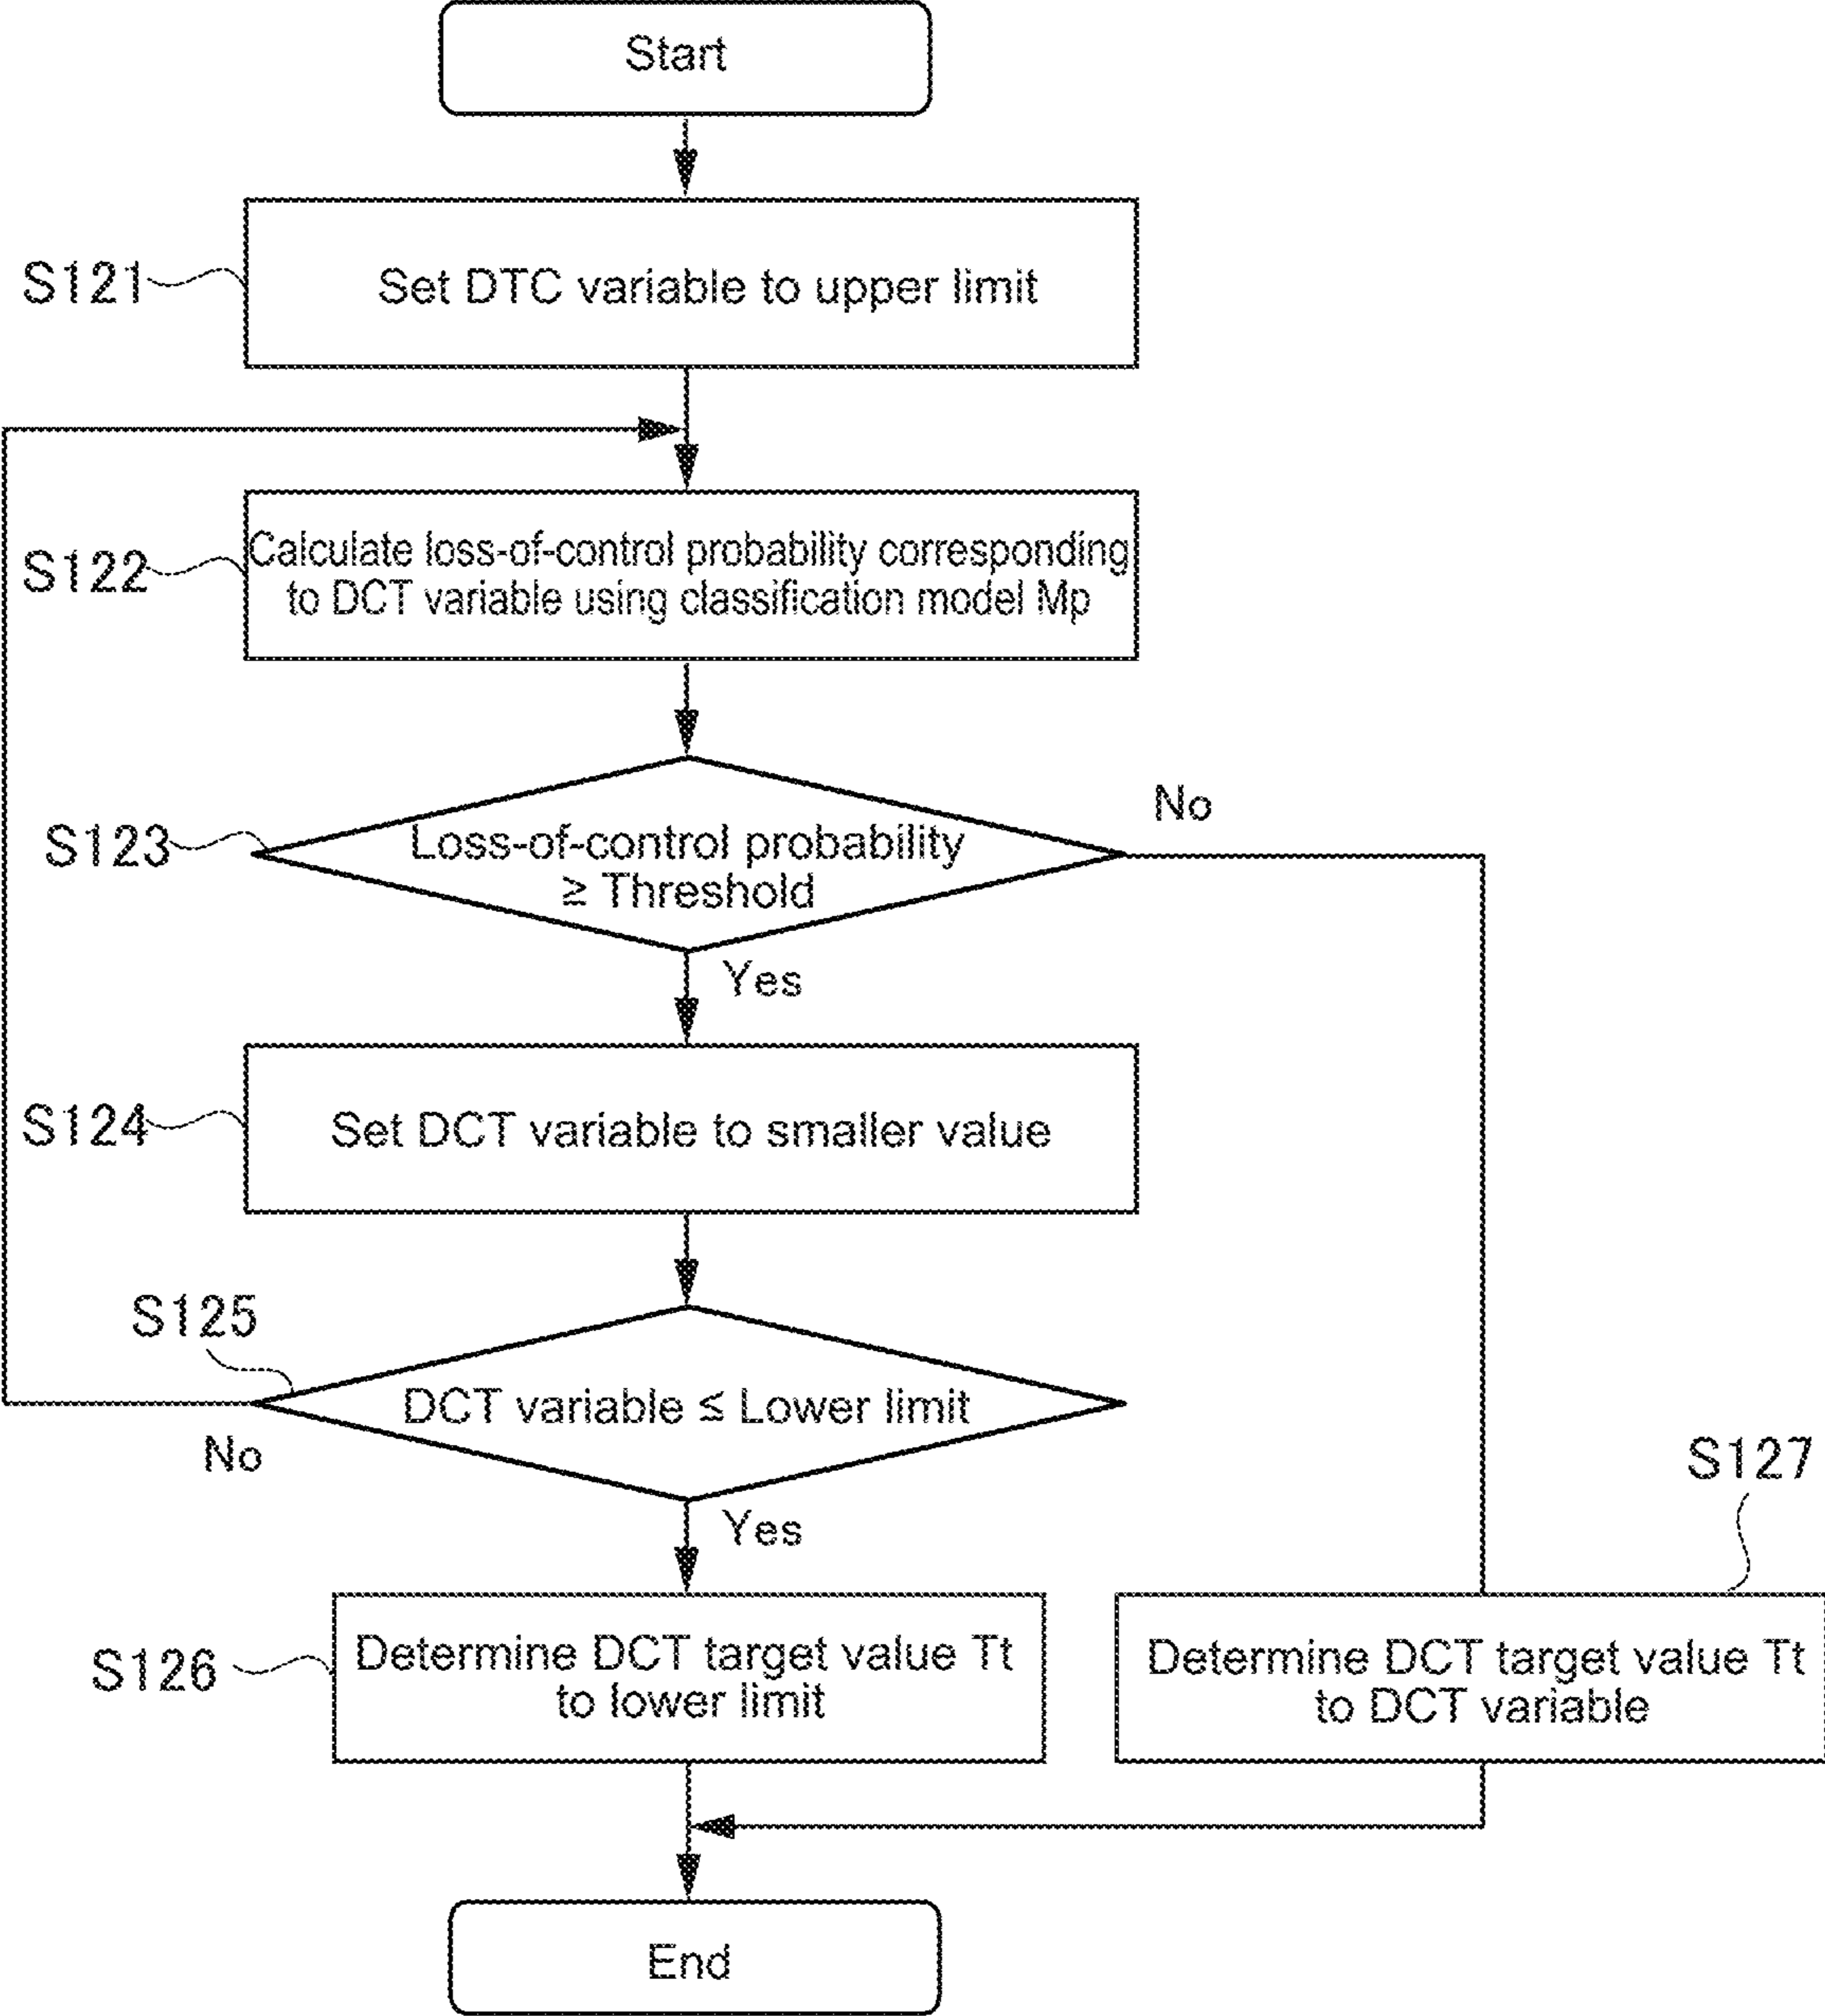 Start
S121
Set DTC variable to upper limit
S122
Calculate loss-of-control probability corresponding
to DCT variable using classification model Mp
No
S123
Loss-of-control probability
≥ Threshold
Yes
S124
Set DCT variable to smaller value
S125
DCT variable ≤ Lower limit
No
Yes
S127
S126
Determine DCT target value Tt
to lower limit
Determine DCT target value Tt
to DCT variable
End